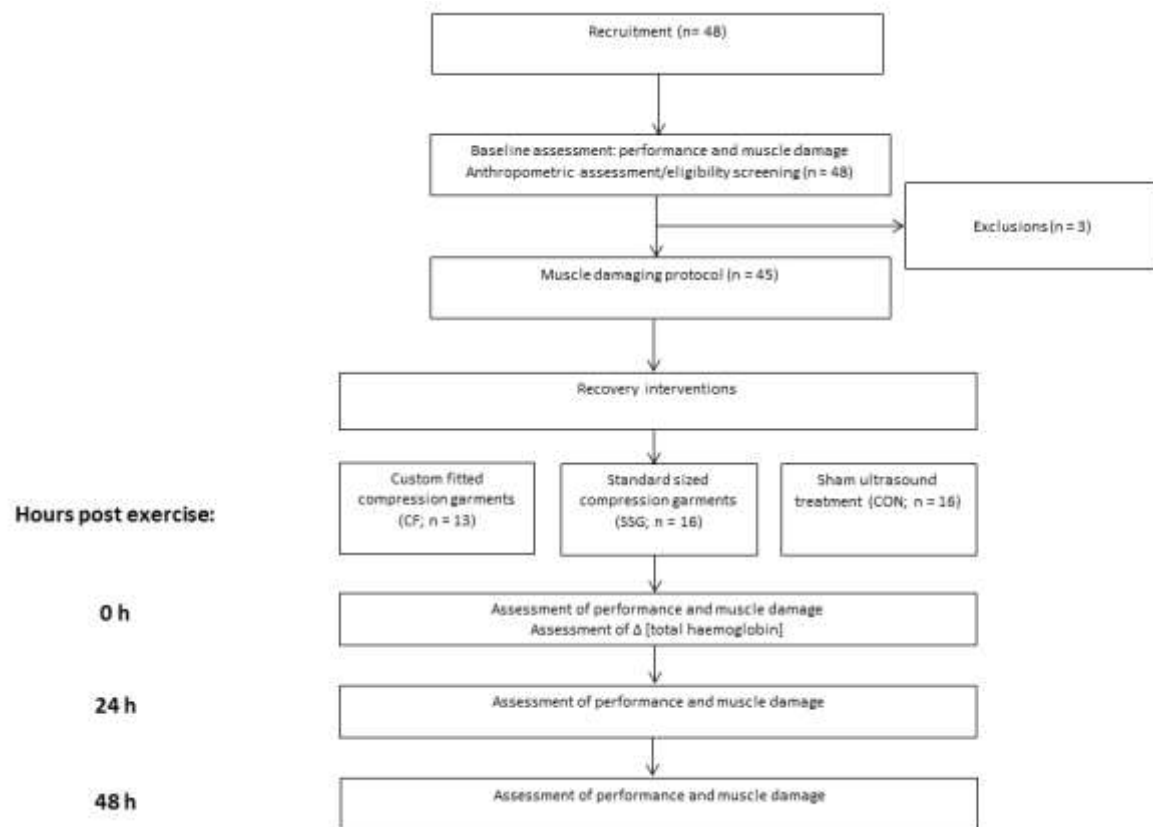 Recruitment (n= 48)
Baseline assessment: performance and muscle damage
Anthropometric assessment/eligibility screening (n = 48)
Exclusions (n = 3)
Muscle damaging protocol (n = 45)
Recovery interventions
Custom fitted
compression garments
(CF; n = 13)
Standard sized
compression garments
(SSG; n = 16)
Sham ultrasound
treatment (CON; n = 16)
Hours post exercise:
0 h
Assessment of performance and muscle damage
Assessment of Δ [total haemoglobin]
24 h
Assessment of performance and muscle damage
48 h
Assessment of performance and muscle damage